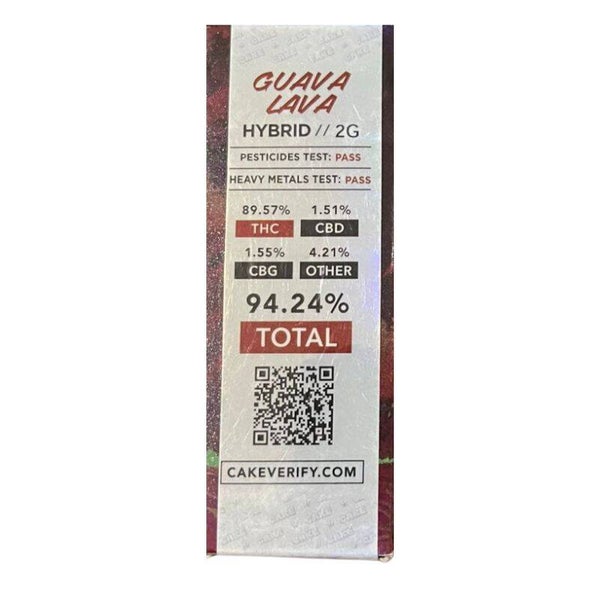 GUAVA
LAVA
HYBRID // 2G
PESTICIDES TEST: PASS
HEAVY METALS TEST: PASS
89.57% 1.51%
THC CBD
1.55% 4.21%
CBG OTHER
94.24%
TOTAL
CAKEVERIFY.COM